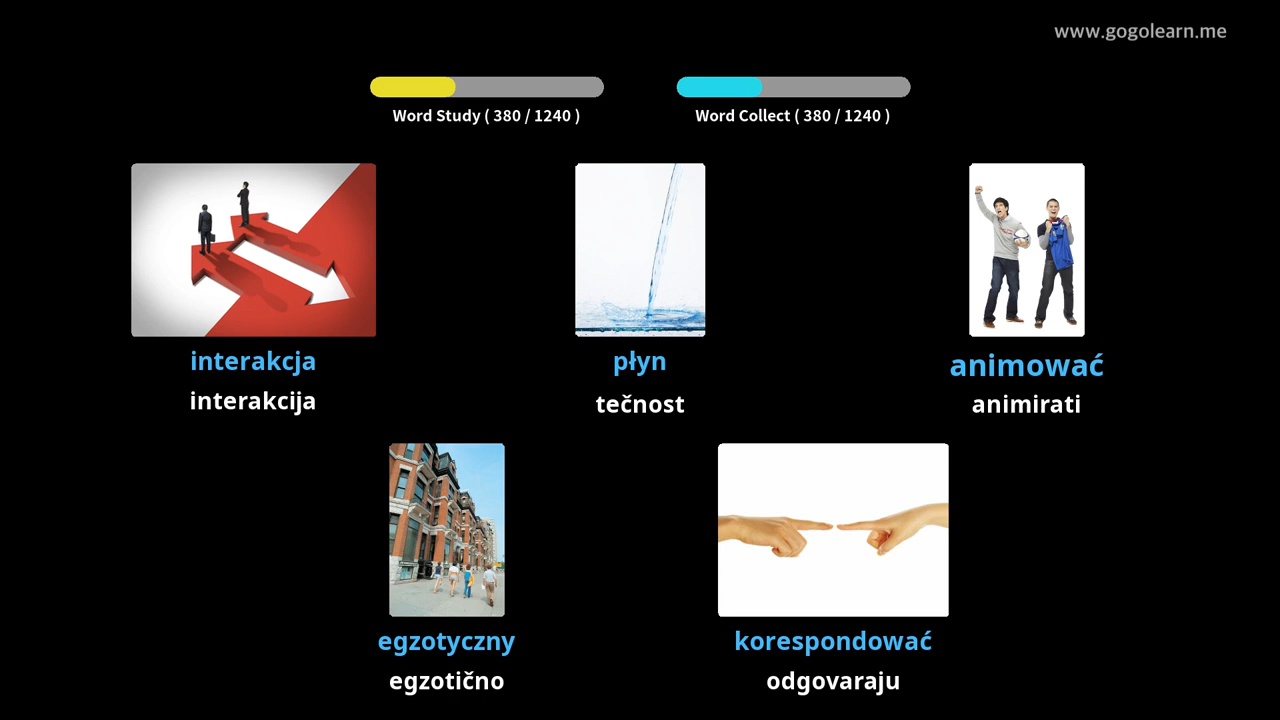 www.gogolearn.me
Word Study ( 380 / 1240 )
Word Collect ( 380 / 1240 )
interakcja
interakcija
płyn
tečnost
animować
animirati
egzotyczny
egzotično
korespondować
odgovaraju